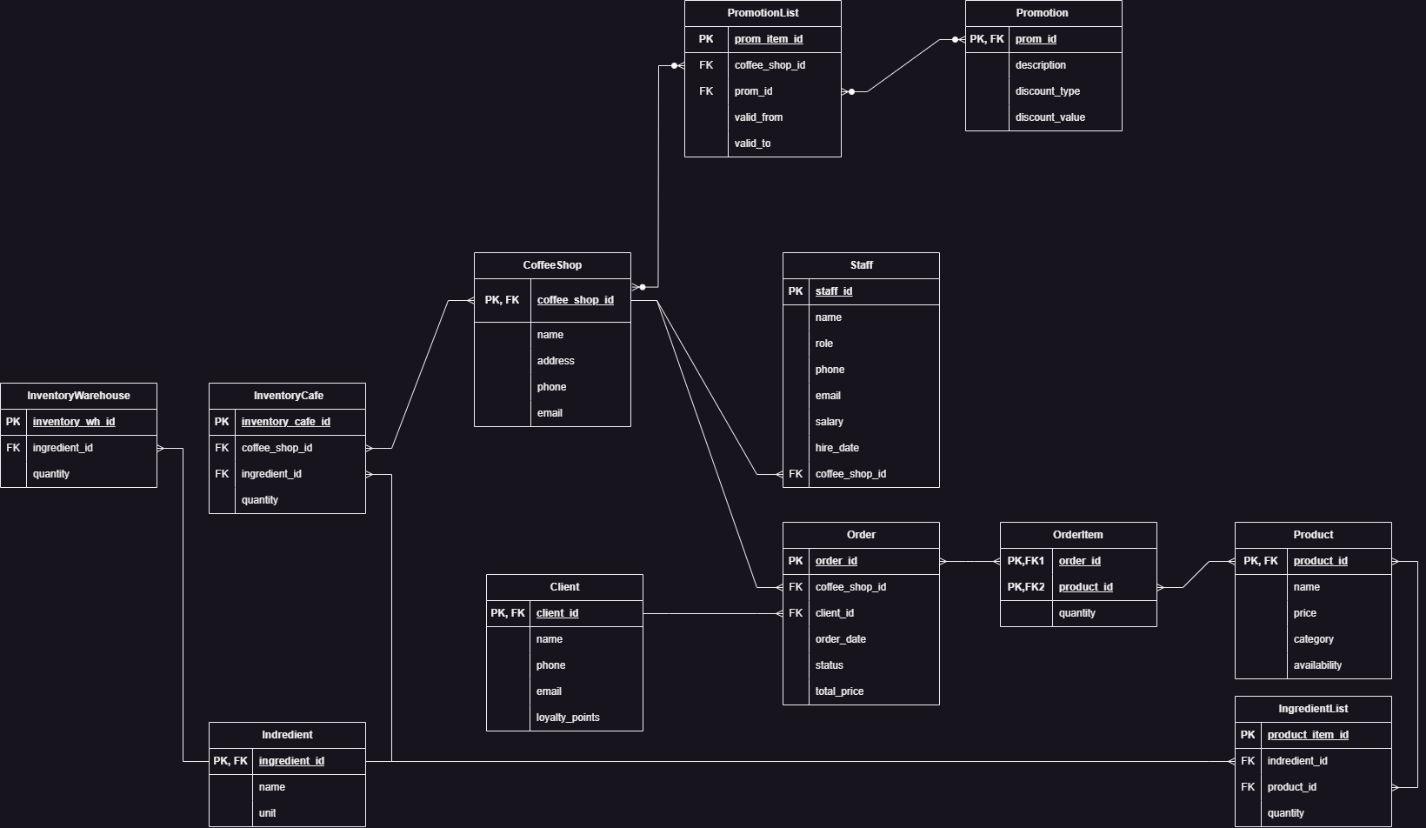 PromotionList
PK prom_item_id
FK coffee_shop_id
FK prom_id
valid_from
valid_to
Promotion
PK, FK prom_id
description
discount_type
discount_value
CoffeeShop
PK, FK coffee_shop_id
name
address
phone
email
Staff
PK staff_id
name
role
phone
email
salary
hire_date
FK coffee_shop_id
InventoryWarehouse
PK inventory_wh_id
FK ingredient_id
quantity
InventoryCafe
PK inventory_cafe_id
FK coffee_shop_id
FK ingredient_id
quantity
Client
PK, FK client_id
name
phone
email
loyalty_points
Order
PK order_id
FK coffee_shop_id
FK client_id
order_date
status
total_price
OrderItem
PK,FK1 order_id
PK,FK2 product_id
quantity
Product
PK, FK product_id
name
price
category
availability
Indredient
PK, FK ingredient_id
name
unit
IngredientList
PK product_item_id
FK indredient_id
FK product_id
quantity